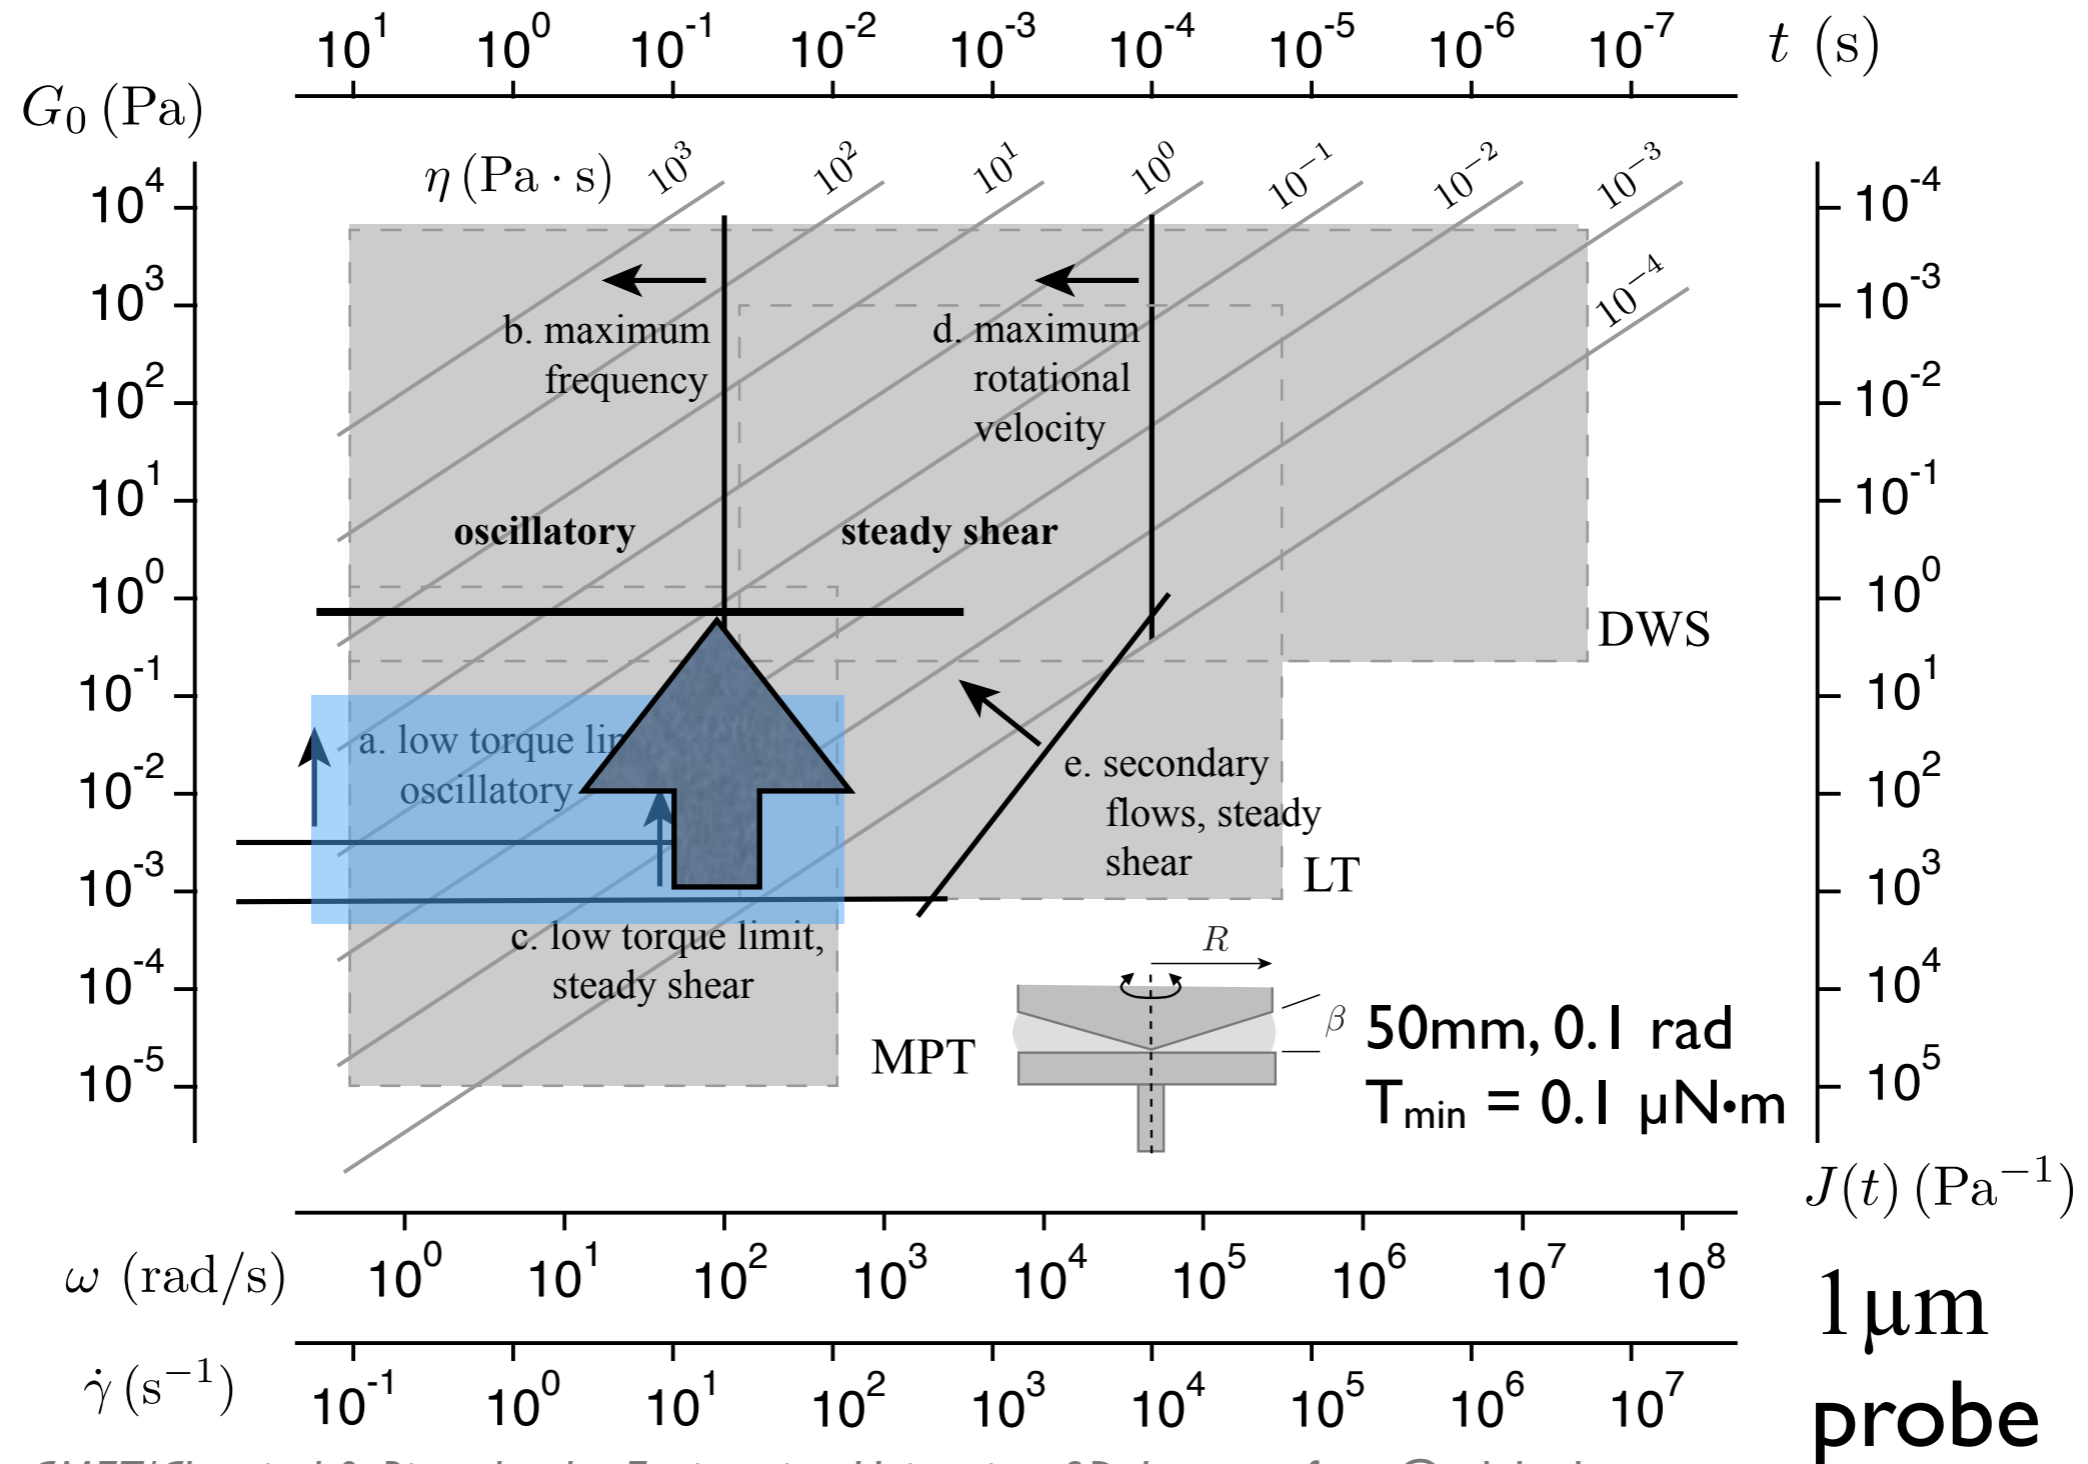 10^1 10^0 10^-1 10^-2 10^-3 10^-4 10^-5 10^-6 10^-7 t (s)
G_0 (Pa)
η (Pa · s) 10^3 10^2 10^1 10^0 10^−1 10^−2 10^−3
10^−4
10^4
10^3
10^2
10^1
10^0
10^-1
10^-2
10^-3
10^-4
10^-5
b. maximum
frequency
d. maximum
rotational
velocity
oscillatory
steady shear
DWS
a. low torque
oscillatory
e. secondary
flows, steady
shear
LT
c. low torque limit,
steady shear
MPT
R
β
50mm, 0.1 rad
T_min = 0.1 µN•m
10^-4
10^-3
10^-2
10^-1
10^0
10^1
10^2
10^3
10^4
10^5
J(t) (Pa^−1)
ω (rad/s) 10^0 10^1 10^2 10^3 10^4 10^5 10^6 10^7 10^8
γ̇ (s^−1) 10^-1 10^0 10^1 10^2 10^3 10^4 10^5 10^6 10^7
1µm
probe